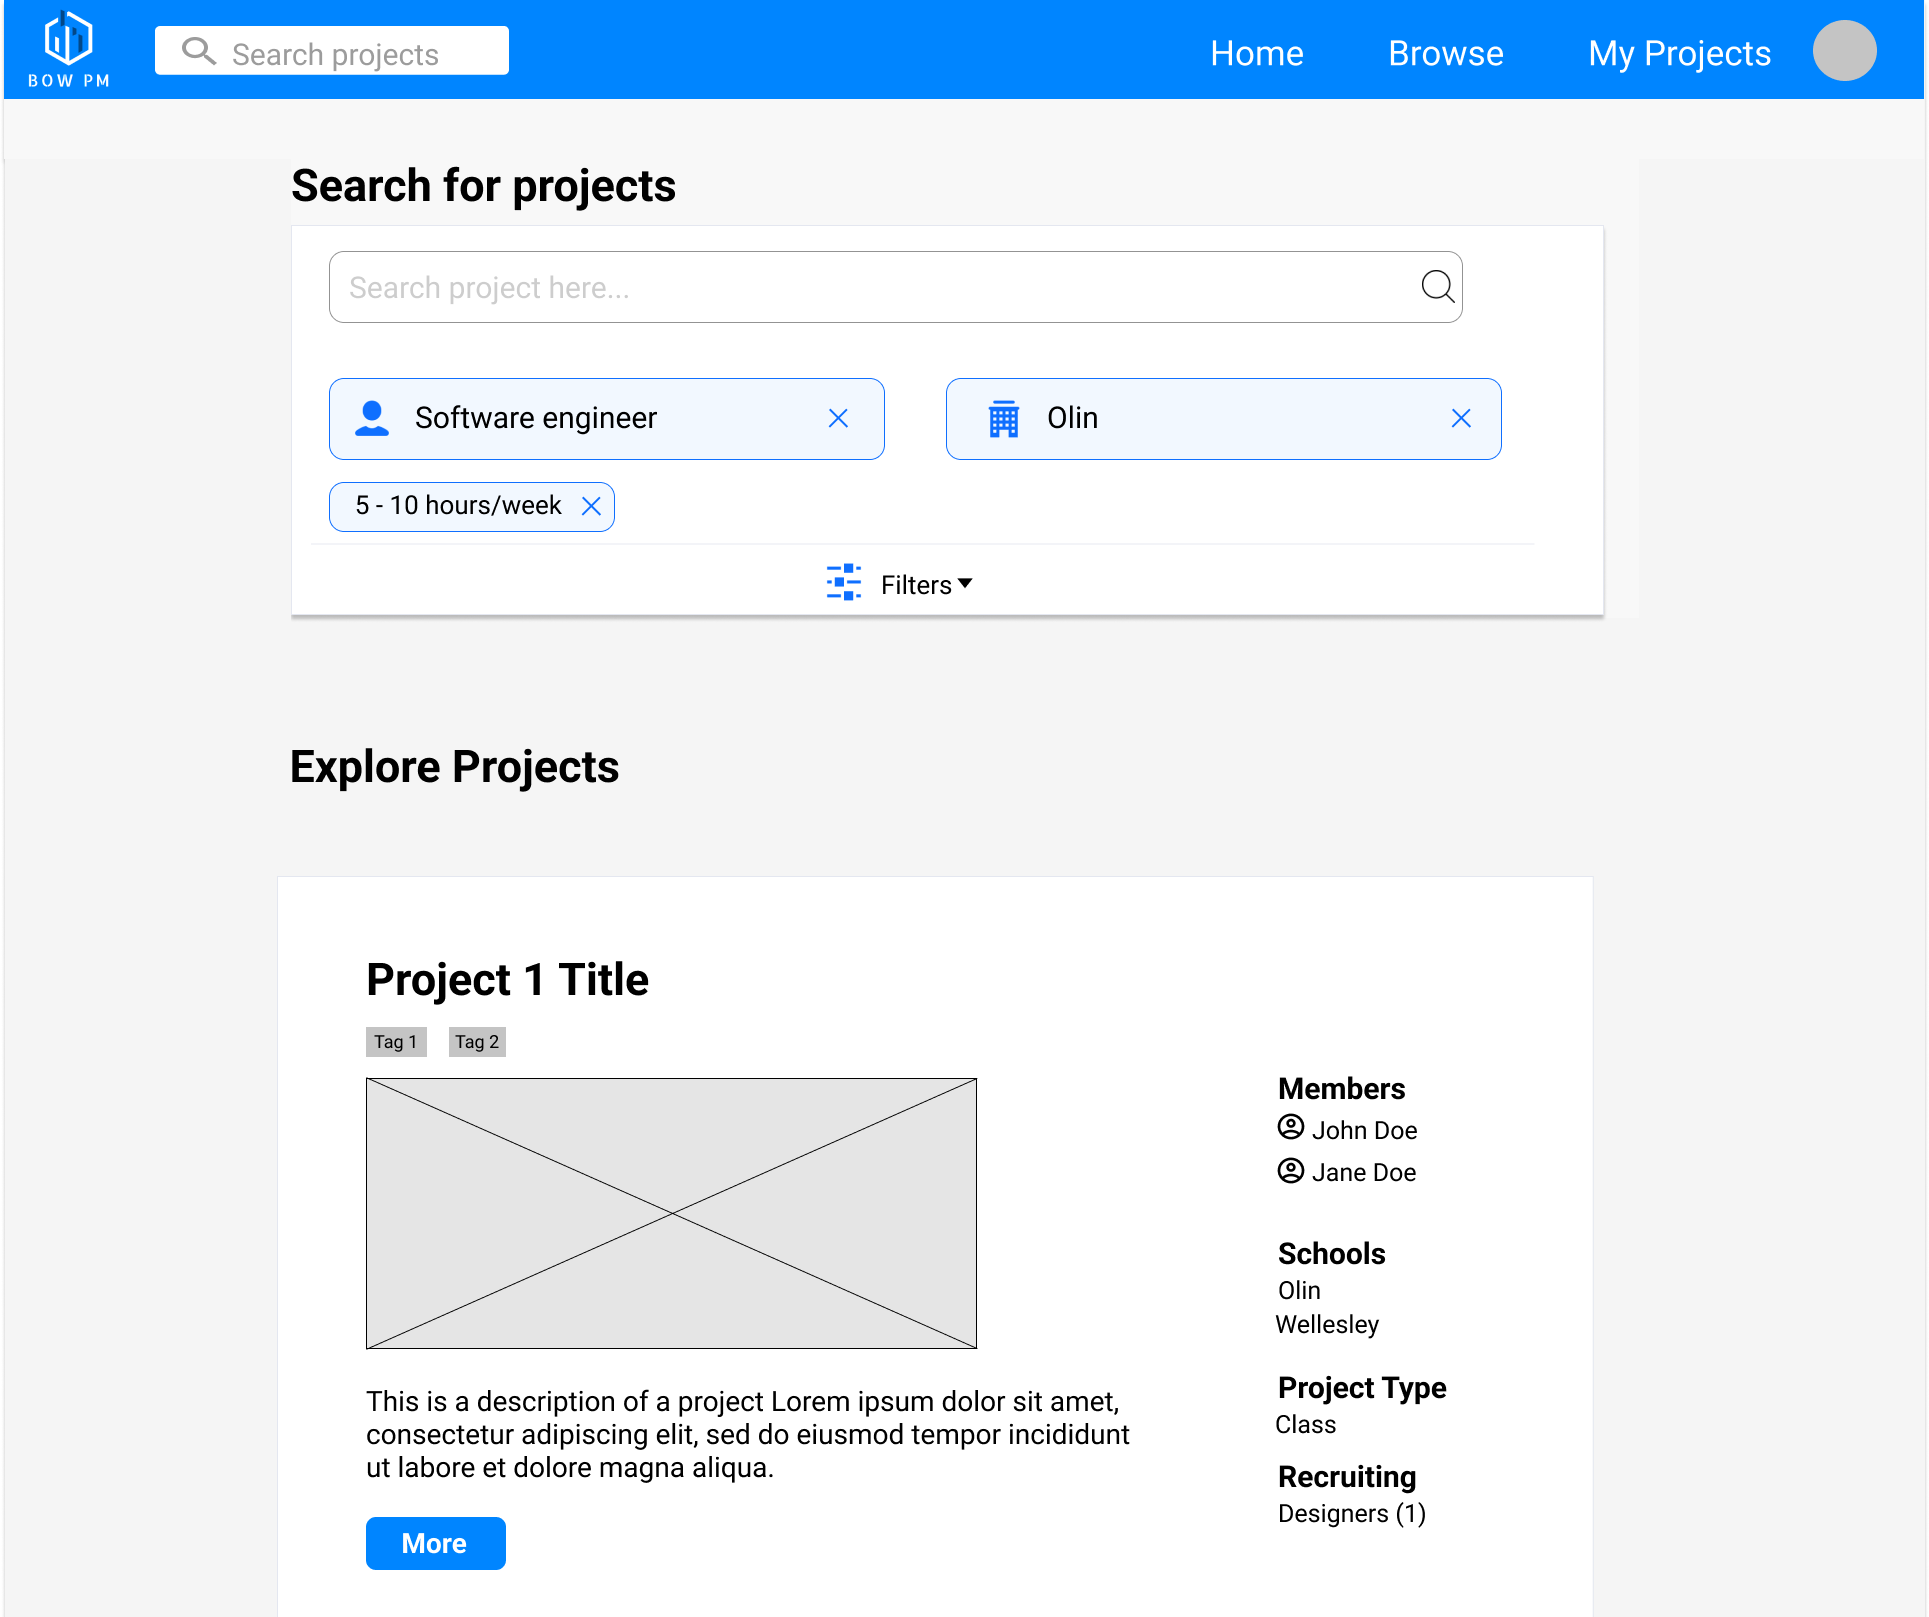 BOW PM
Search projects
Home
Browse
My Projects
Search for projects
Search project here...
Software engineer
Olin
5 - 10 hours/week
Filters
Explore Projects
Project 1 Title
Tag 1
Tag 2
This is a description of a project Lorem ipsum dolor sit amet,
consectetur adipiscing elit, sed do eiusmod tempor incididunt
ut labore et dolore magna aliqua.
More
Members
John Doe
Jane Doe
Schools
Olin
Wellesley
Project Type
Class
Recruiting
Designers (1)